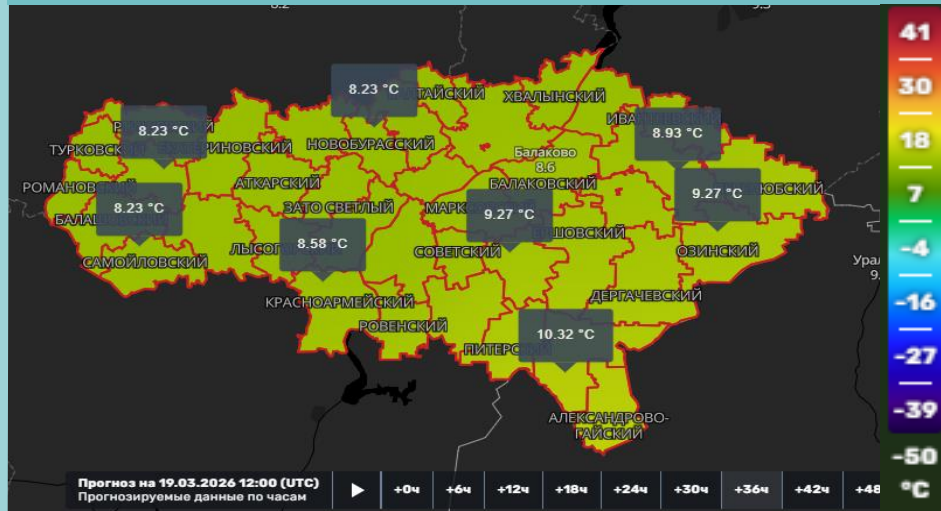 8.23 °C
ХВАЛЫНСКИЙ
8.23 °C
8.93 °C
НОВОБУРАССКИЙ
Балаково
8.6
АТКАРСКИЙ
БАЛАКОВСКИЙ
8.23 °C
ЗАТО СВЕТЛЫЙ
9.27 °C
9.27 °C
8.58 °C
СОВЕТСКИЙ
ОЗИНСКИЙ
САМОЙЛОВСКИЙ
КРАСНОАРМЕЙСКИЙ
ДЕРГАЧЕВСКИЙ
РОВЕНСКИЙ
10.32 °C
АЛЕКСАНДРОВО-
ГАЙСКИЙ
Прогноз на 19.03.2026 12:00 (UTC)
Прогнозируемые данные по часам
+0ч +6ч +12ч +18ч +24ч +30ч +36ч +42ч +48
41
30
18
7
-4
-16
-27
-39
-50
°C